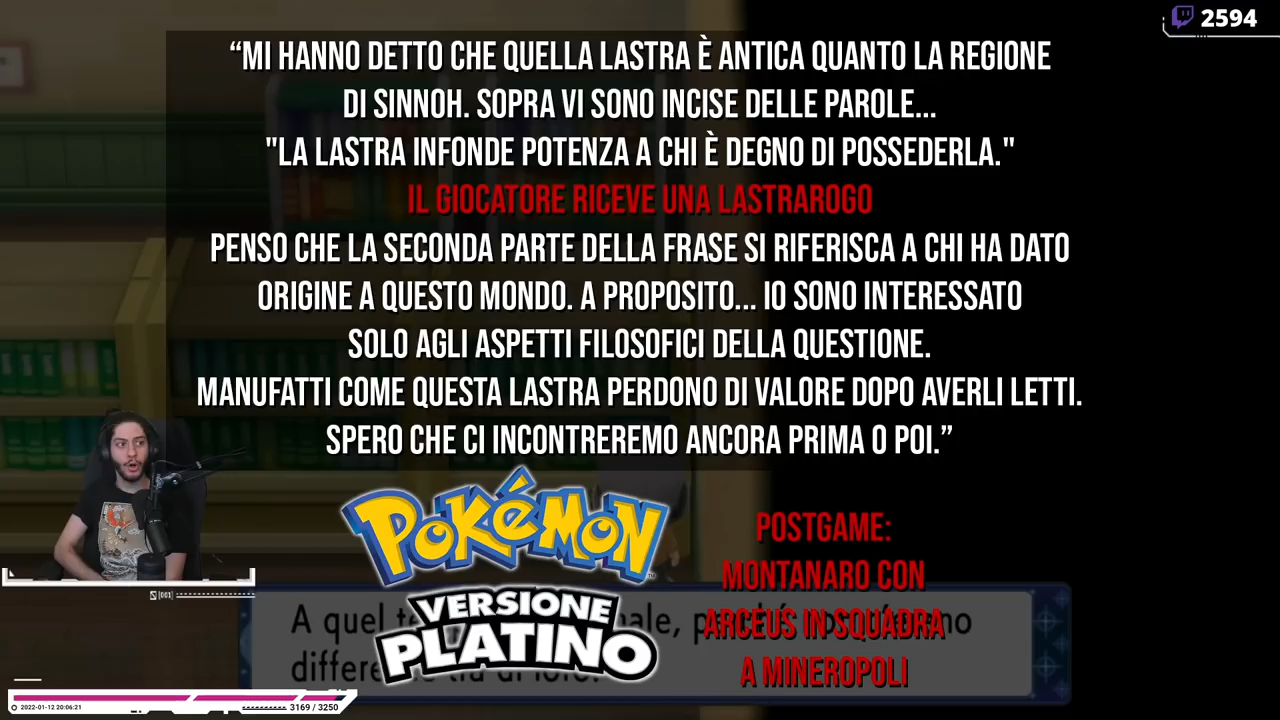 2594
“MI HANNO DETTO CHE QUELLA LASTRA È ANTICA QUANTO LA REGIONE
DI SINNOH. SOPRA VI SONO INCISE DELLE PAROLE...
"LA LASTRA INFONDE POTENZA A CHI È DEGNO DI POSSEDERLA."
IL GIOCATORE RICEVE UNA LASTRAROGO
PENSO CHE LA SECONDA PARTE DELLA FRASE SI RIFERISCA A CHI HA DATO
ORIGINE A QUESTO MONDO. A PROPOSITO... IO SONO INTERESSATO
SOLO AGLI ASPETTI FILOSOFICI DELLA QUESTIONE.
MANUFATTI COME QUESTA LASTRA PERDONO DI VALORE DOPO AVERLI LETTI.
SPERO CHE CI INCONTREREMO ANCORA PRIMA O POI.”
POKéMON
VERSIONE
PLATINO
POSTGAME:
MONTANARO CON
ARCEUS IN SQUADRA
A MINEROPOLI
A quel
[001]
2022-01-12 20:06:21
3169 / 3250